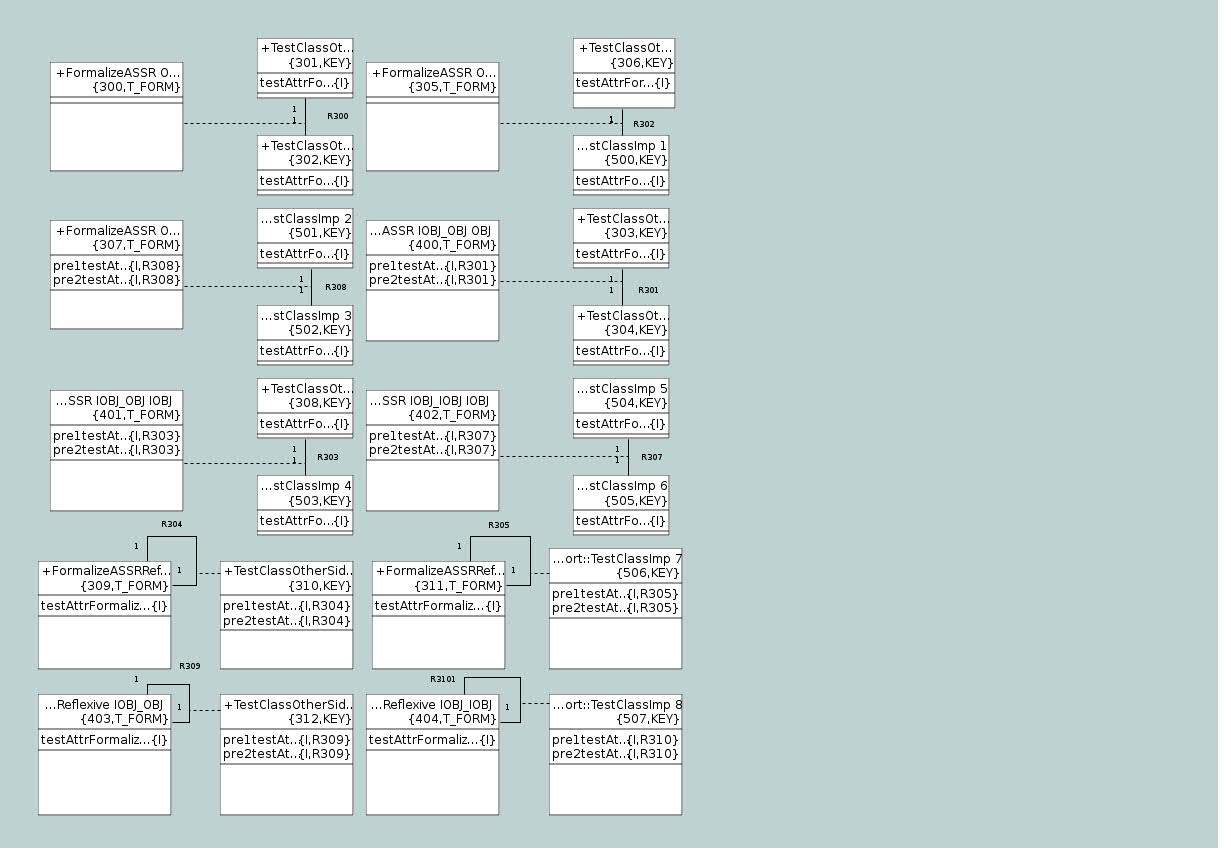 +FormalizeASSR O...
{300,T_FORM}
+TestClassOt...
{301,KEY}
testAttrFo...{I}
1
1
R300
+TestClassOt...
{302,KEY}
testAttrFo...{I}
+FormalizeASSR O...
{305,T_FORM}
+TestClassOt...
{306,KEY}
testAttrFor...{I}
1
R302
...stClassImp 1
{500,KEY}
testAttrFo...{I}
+FormalizeASSR O...
{307,T_FORM}
pre1testAt...{I,R308}
pre2testAt...{I,R308}
...stClassImp 2
{501,KEY}
testAttrFo...{I}
1
1
R308
...stClassImp 3
{502,KEY}
testAttrFo...{I}
...ASSR IOBJ_OBJ OBJ
{400,T_FORM}
pre1testAt...{I,R301}
pre2testAt...{I,R301}
+TestClassOt...
{303,KEY}
testAttrFo...{I}
1
1
R301
+TestClassOt...
{304,KEY}
testAttrFo...{I}
...SSR IOBJ_OBJ IOBJ
{401,T_FORM}
pre1testAt...{I,R303}
pre2testAt...{I,R303}
+TestClassOt...
{308,KEY}
testAttrFo...{I}
1
1
R303
...stClassImp 4
{503,KEY}
testAttrFo...{I}
...SSR IOBJ_IOBJ IOBJ
{402,T_FORM}
pre1testAt...{I,R307}
pre2testAt...{I,R307}
...stClassImp 5
{504,KEY}
testAttrFo...{I}
1
1
R307
...stClassImp 6
{505,KEY}
testAttrFo...{I}
R304
1
1
+FormalizeASSRRef...
{309,T_FORM}
testAttrFormaliz...{I}
+TestClassOtherSid...
{310,KEY}
pre1testAt...{I,R304}
pre2testAt...{I,R304}
R305
1
1
+FormalizeASSRRef...
{311,T_FORM}
testAttrFormaliz...{I}
...ort::TestClassImp 7
{506,KEY}
pre1testAt...{I,R305}
pre2testAt...{I,R305}
R309
1
1
...Reflexive IOBJ_OBJ
{403,T_FORM}
testAttrFormaliz...{I}
+TestClassOtherSid...
{312,KEY}
pre1testAt...{I,R309}
pre2testAt...{I,R309}
R3101
1
...Reflexive IOBJ_IOBJ
{404,T_FORM}
testAttrFormaliz...{I}
...ort::TestClassImp 8
{507,KEY}
pre1testAt...{I,R310}
pre2testAt...{I,R310}